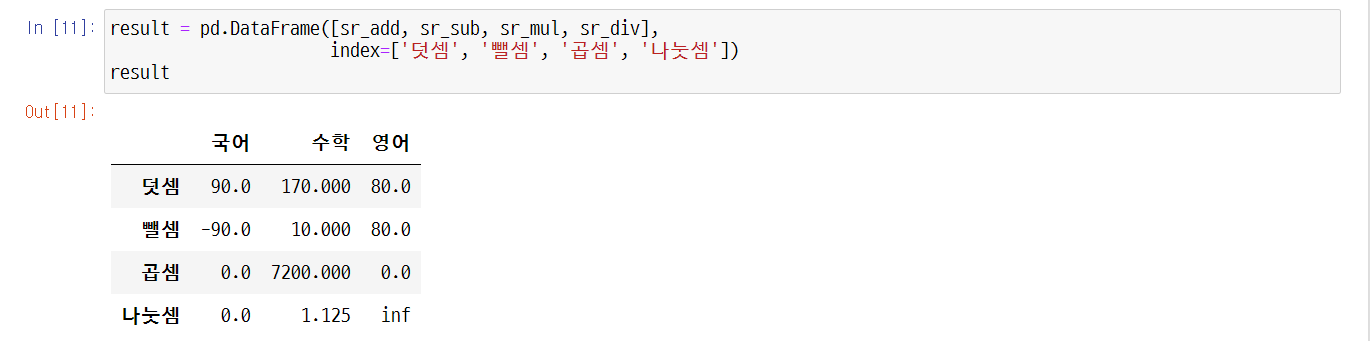 In [11]: result = pd.DataFrame([sr_add, sr_sub, sr_mul, sr_div],
index=['덧셈', '뺄셈', '곱셈', '나눗셈'])
result
Out[11]:
국어 수학 영어
덧셈 90.0 170.000 80.0
뺄셈 -90.0 10.000 80.0
곱셈 0.0 7200.000 0.0
나눗셈 0.0 1.125 inf